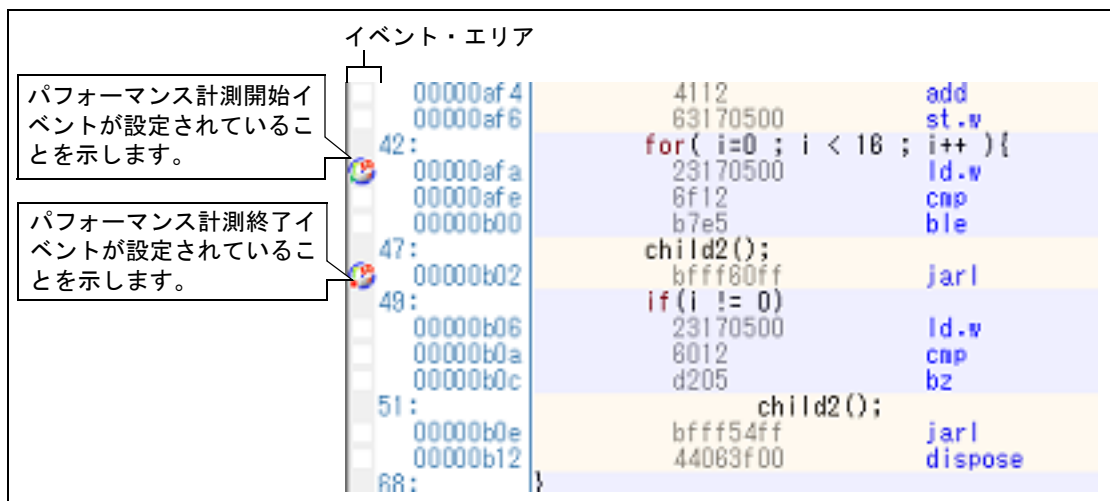 イベント・エリア
パフォーマンス計測開始イ
ベントが設定されているこ
とを示します。
パフォーマンス計測終了イ
ベントが設定されているこ
とを示します。
00000af4 4112 add
00000af6 63170500 st.w
42: for( i=0 ; i < 16 ; i++ ){
00000afa 23170500 ld.w
00000afe 6f12 cmp
00000b00 b7e5 ble
47: child2();
00000b02 bfff60ff jarl
49: if(i != 0)
00000b06 23170500 ld.w
00000b0a 6012 cmp
00000b0c d205 bz
51: child2();
00000b0e bfff54ff jarl
00000b12 44063f00 dispose
68: }